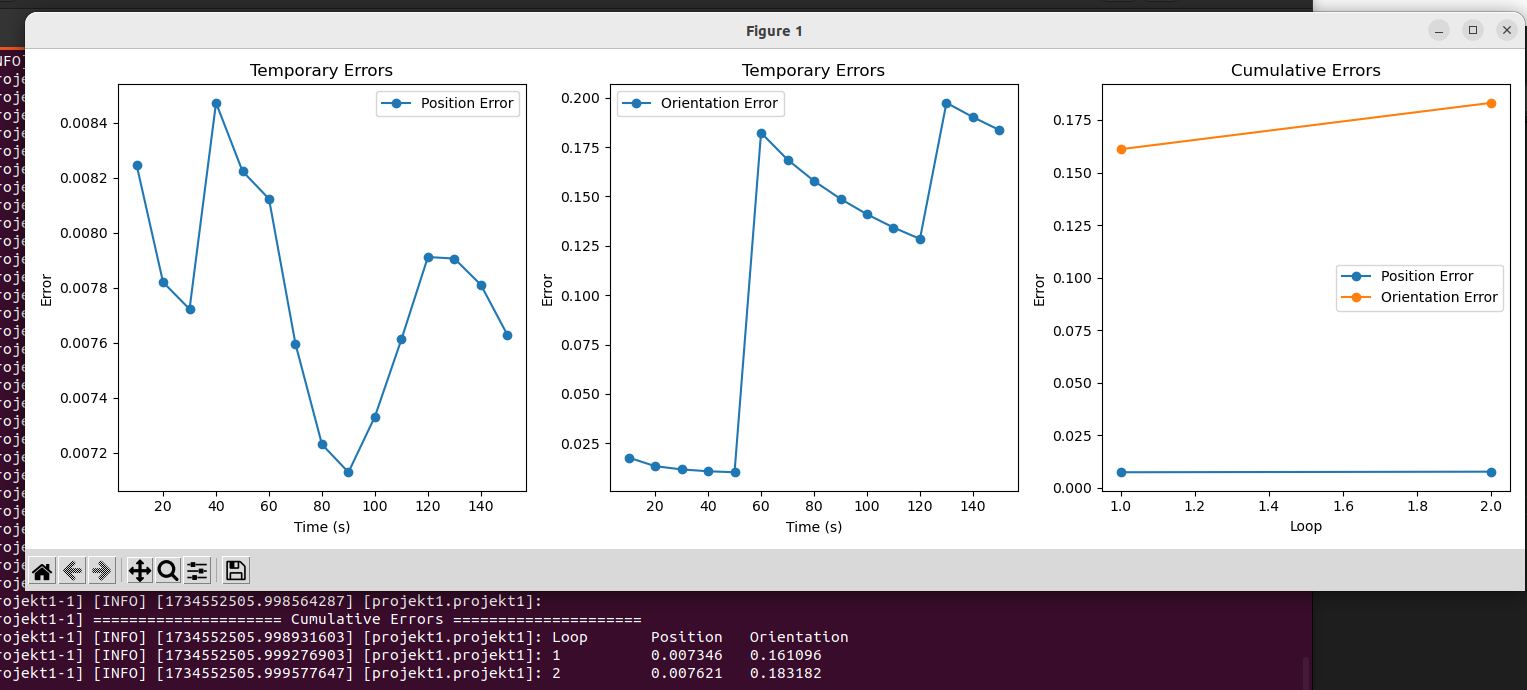 Figure 1
Temporary Errors
Position Error
0.0084
0.0082
0.0080
0.0078
0.0076
0.0074
0.0072
Error
20 40 60 80 100 120 140
Time (s)
Temporary Errors
Orientation Error
0.200
0.175
0.150
0.125
0.100
0.075
0.050
0.025
Error
20 40 60 80 100 120 140
Time (s)
Cumulative Errors
0.175
0.150
0.125
0.100
0.075
0.050
0.025
0.000
Error
Position Error
Orientation Error
1.0 1.2 1.4 1.6 1.8 2.0
Loop
rojekt1-1] [INFO] [1734552505.998564287] [projekt1.projekt1]:
rojekt1-1] ===================== Cumulative Errors =====================
rojekt1-1] [INFO] [1734552505.998931603] [projekt1.projekt1]: Loop Position Orientation
rojekt1-1] [INFO] [1734552505.999276903] [projekt1.projekt1]: 1 0.007346 0.161096
rojekt1-1] [INFO] [1734552505.999577647] [projekt1.projekt1]: 2 0.007621 0.183182